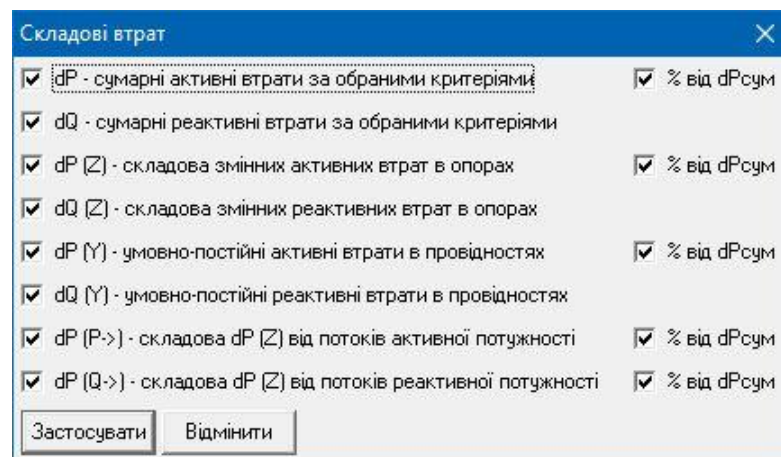 Складові втрат
dP - сумарні активні втрати за обраними критеріями % від dPсум
dQ - сумарні реактивні втрати за обраними критеріями
dP (Z) - складова змінних активних втрат в опорах % від dPсум
dQ (Z) - складова змінних реактивних втрат в опорах
dP (Y) - умовно-постійні активні втрати в провідностях % від dPсум
dQ (Y) - умовно-постійні реактивні втрати в провідностях
dP (P->) - складова dP (Z) від потоків активної потужності % від dPсум
dP (Q->) - складова dP (Z) від потоків реактивної потужності % від dPсум
Застосувати Відмінити